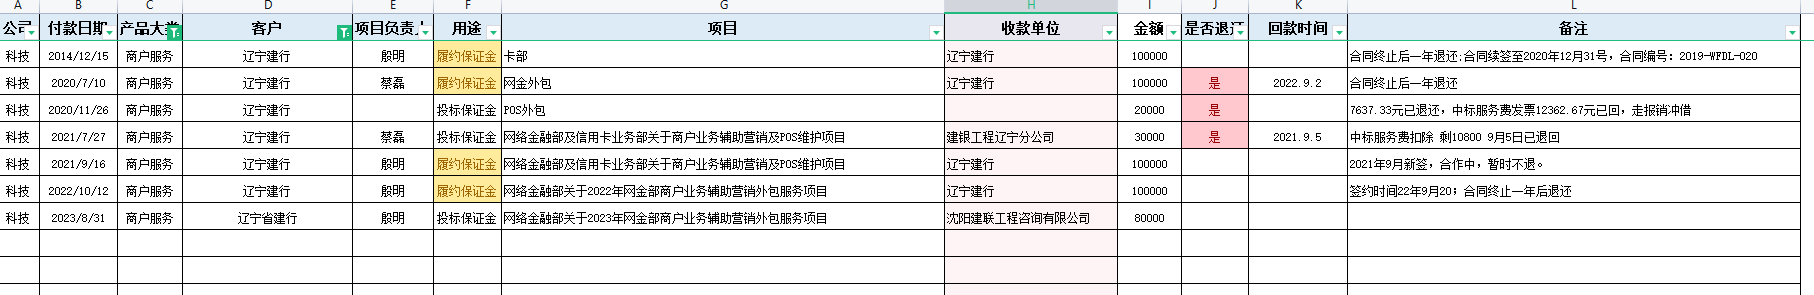 A B C D E F G H I J K L
公司 付款日期 产品大类 客户 项目负责人 用途 项目 收款单位 金额 是否退还 回款时间 备注
科技 2014/12/15 商户服务 辽宁建行 殷明 履约保证金 卡部 辽宁建行 100000 合同终止后一年退还;合同续签至2020年12月31号, 合同编号: 2019-WFDL-020
科技 2020/7/10 商户服务 辽宁建行 蔡磊 履约保证金 网金外包 辽宁建行 100000 是 2022.9.2 合同终止后一年退还
科技 2020/11/26 商户服务 辽宁建行 投标保证金 POS外包 20000 是 7637.33元已退还, 中标服务费发票12362.67元已回, 走报销冲借
科技 2021/7/27 商户服务 辽宁建行 蔡磊 投标保证金 网络金融部及信用卡业务部关于商户业务辅助营销及POS维护项目 建银工程辽宁分公司 30000 是 2021.9.5 中标服务费扣除 剩10800 9月5日已退回
科技 2021/9/16 商户服务 辽宁建行 殷明 履约保证金 网络金融部及信用卡业务部关于商户业务辅助营销及POS维护项目 辽宁建行 100000 2021年9月新签, 合作中, 暂时不退。
科技 2022/10/12 商户服务 辽宁建行 殷明 履约保证金 网络金融部关于2022年网金部商户业务辅助营销外包服务项目 辽宁建行 100000 签约时间22年9月20; 合同终止一年后退还
科技 2023/8/31 商户服务 辽宁省建行 殷明 投标保证金 网络金融部关于2023年网金部商户业务辅助营销外包服务项目 沈阳建联工程咨询有限公司 80000